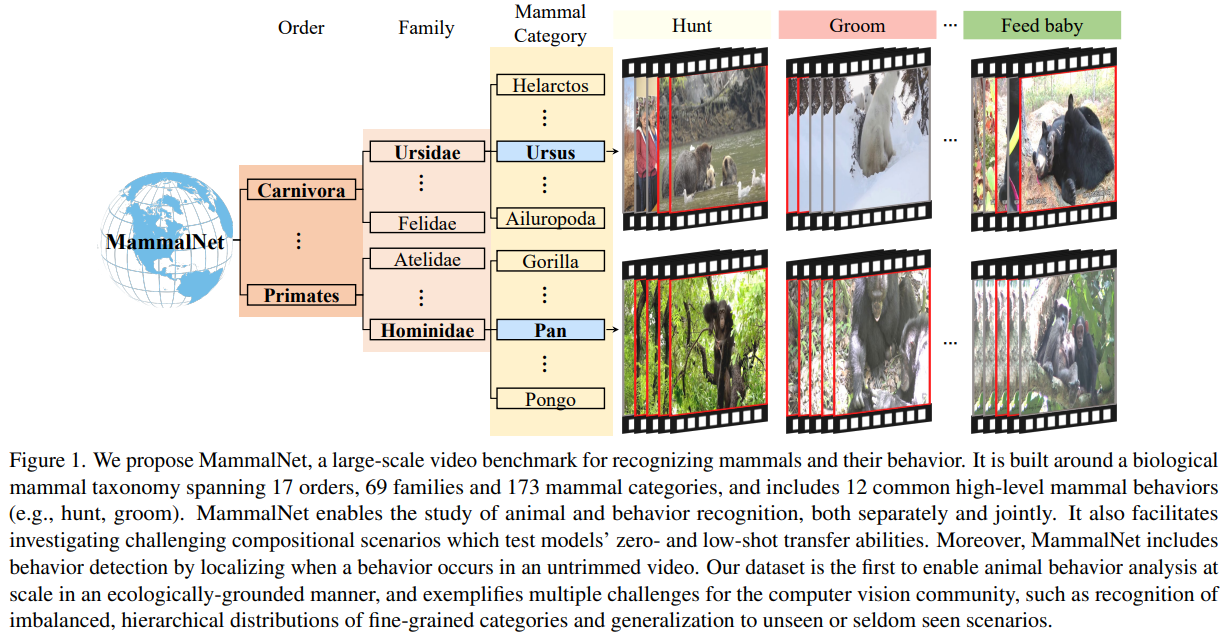 Order Family Mammal Category Hunt Groom ... Feed baby
MammalNet
Carnivora
⋮
Primates
Ursidae
⋮
Felidae
Atelidae
⋮
Hominidae
Helarctos
⋮
Ursus
⋮
Ailuropoda
Gorilla
⋮
Pan
⋮
Pongo
...
...
Figure 1. We propose MammalNet, a large-scale video benchmark for recognizing mammals and their behavior. It is built around a biological
mammal taxonomy spanning 17 orders, 69 families and 173 mammal categories, and includes 12 common high-level mammal behaviors
(e.g., hunt, groom). MammalNet enables the study of animal and behavior recognition, both separately and jointly. It also facilitates
investigating challenging compositional scenarios which test models' zero- and low-shot transfer abilities. Moreover, MammalNet includes
behavior detection by localizing when a behavior occurs in an untrimmed video. Our dataset is the first to enable animal behavior analysis at
scale in an ecologically-grounded manner, and exemplifies multiple challenges for the computer vision community, such as recognition of
imbalanced, hierarchical distributions of fine-grained categories and generalization to unseen or seldom seen scenarios.